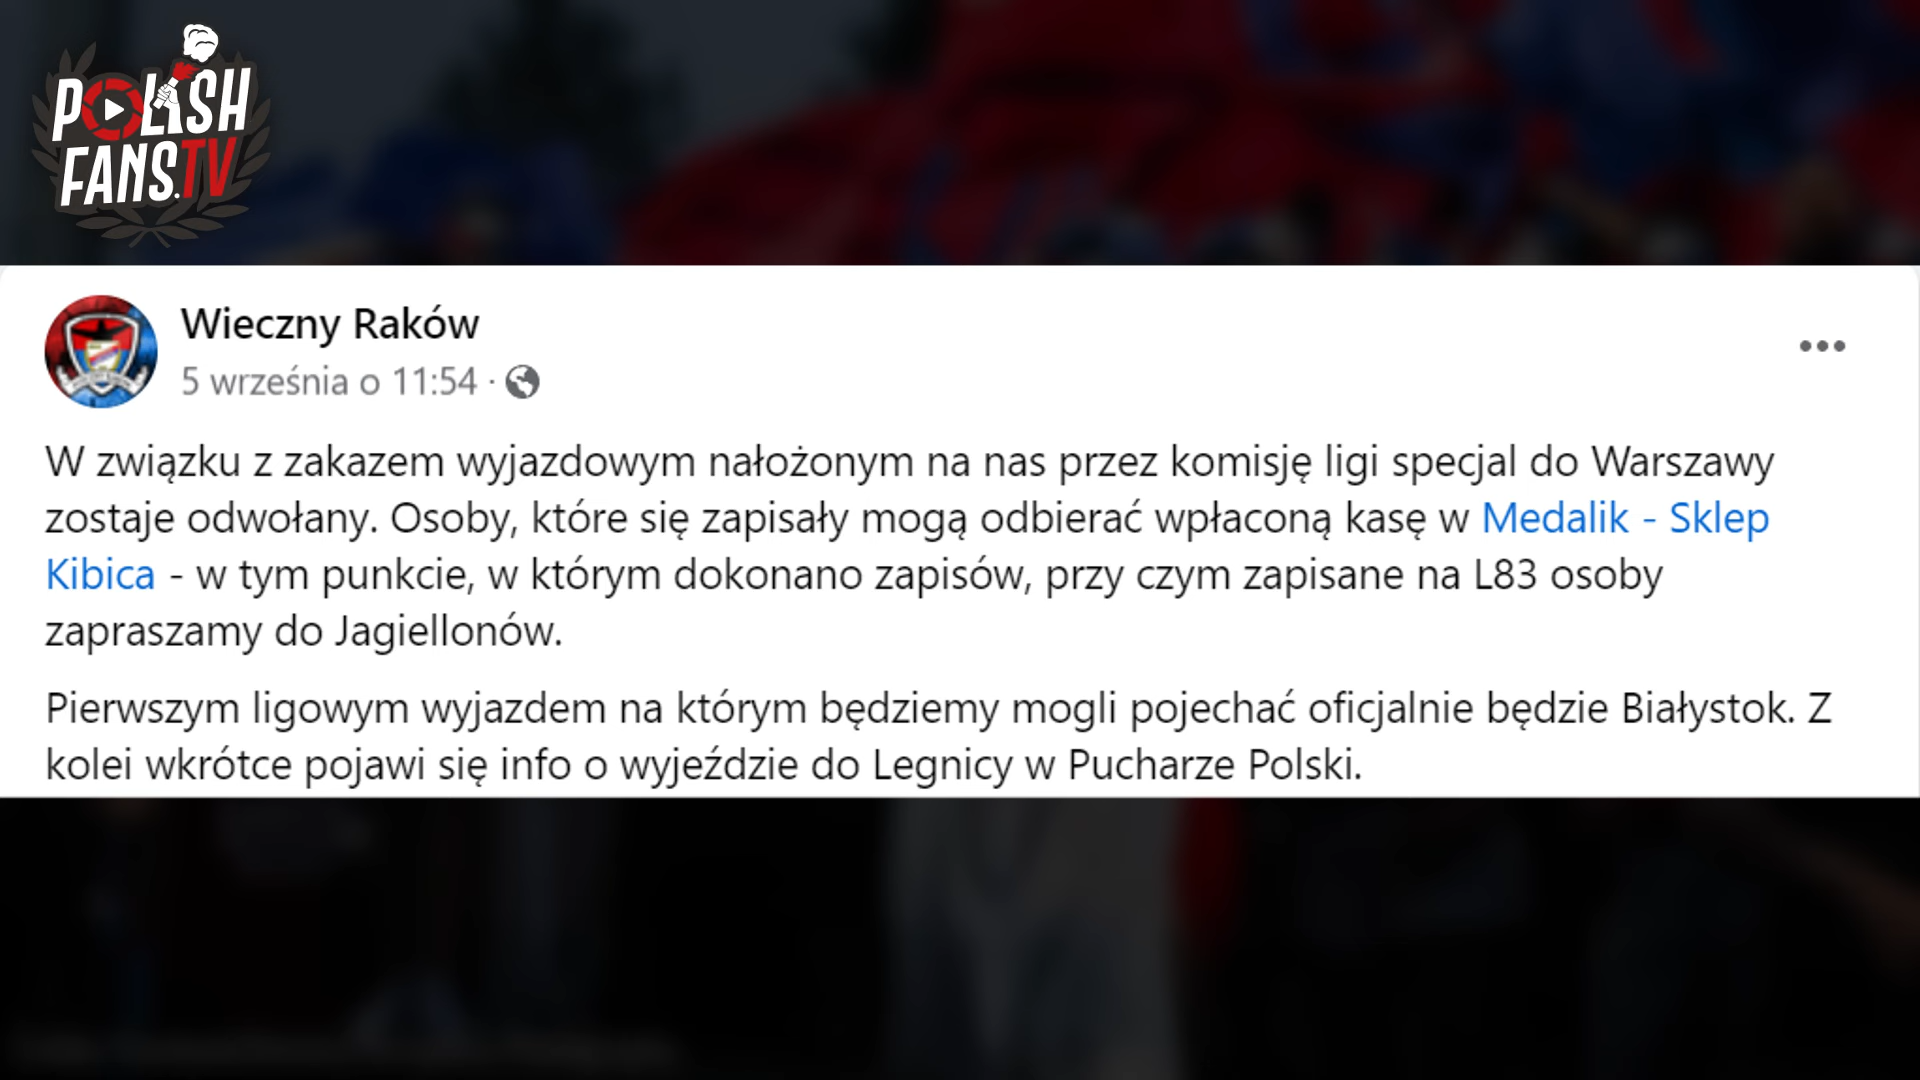 POLISH
FANS.TV
Wieczny Raków
5 września o 11:54 ·
W związku z zakazem wyjazdowym nałożonym na nas przez komisję ligi specjal do Warszawy
zostaje odwołany. Osoby, które się zapisały mogą odbierać wpłaconą kasę w Medalik - Sklep
Kibica - w tym punkcie, w którym dokonano zapisów, przy czym zapisane na L83 osoby
zapraszamy do Jagiellonów.
Pierwszym ligowym wyjazdem na którym będziemy mogli pojechać oficjalnie będzie Białystok. Z
kolei wkrótce pojawi się info o wyjeździe do Legnicy w Pucharze Polski.